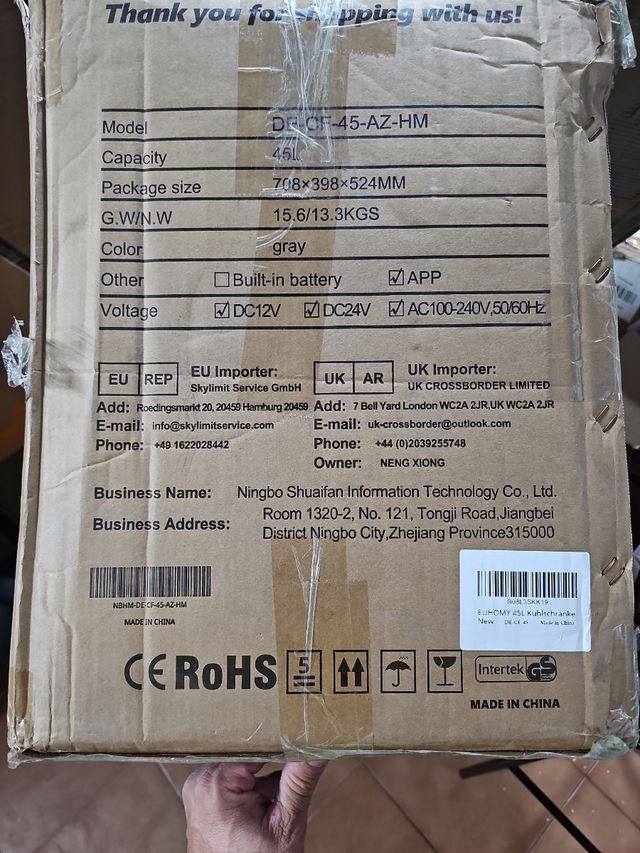 Thank you for shopping with us!
Model DE-CF-45-AZ-HM
Capacity 45L
Package size 708×398×524MM
G.W/N.W 15.6/13.3KGS
Color gray
Other ☐Built-in battery ☑APP
Voltage ☑DC12V ☑DC24V ☑AC100-240V,50/60Hz
EU REP EU Importer:
Skylimit Service GmbH
Add: Roedingsmarkt 20, 20459 Hamburg 20459
E-mail: info@skylimitservice.com
Phone: +49 1622028442
UK AR UK Importer:
UK CROSSBORDER LIMITED
Add: 7 Bell Yard London WC2A 2JR,UK WC2A 2JR
E-mail: uk-crossborder@outlook.com
Phone: +44 (0)2039255748
Owner: NENG XIONG
Business Name: Ningbo Shuaifan Information Technology Co., Ltd.
Business Address: Room 1320-2, No. 121, Tongji Road,Jiangbei
District Ningbo City,Zhejiang Province315000
NBHM-DE-CF-45-AZ-HM
MADE IN CHINA
EUHOMY 45L Kühlschränke
New DE-CF-45 Made in China
CE RoHS 5 Intertek GS
MADE IN CHINA